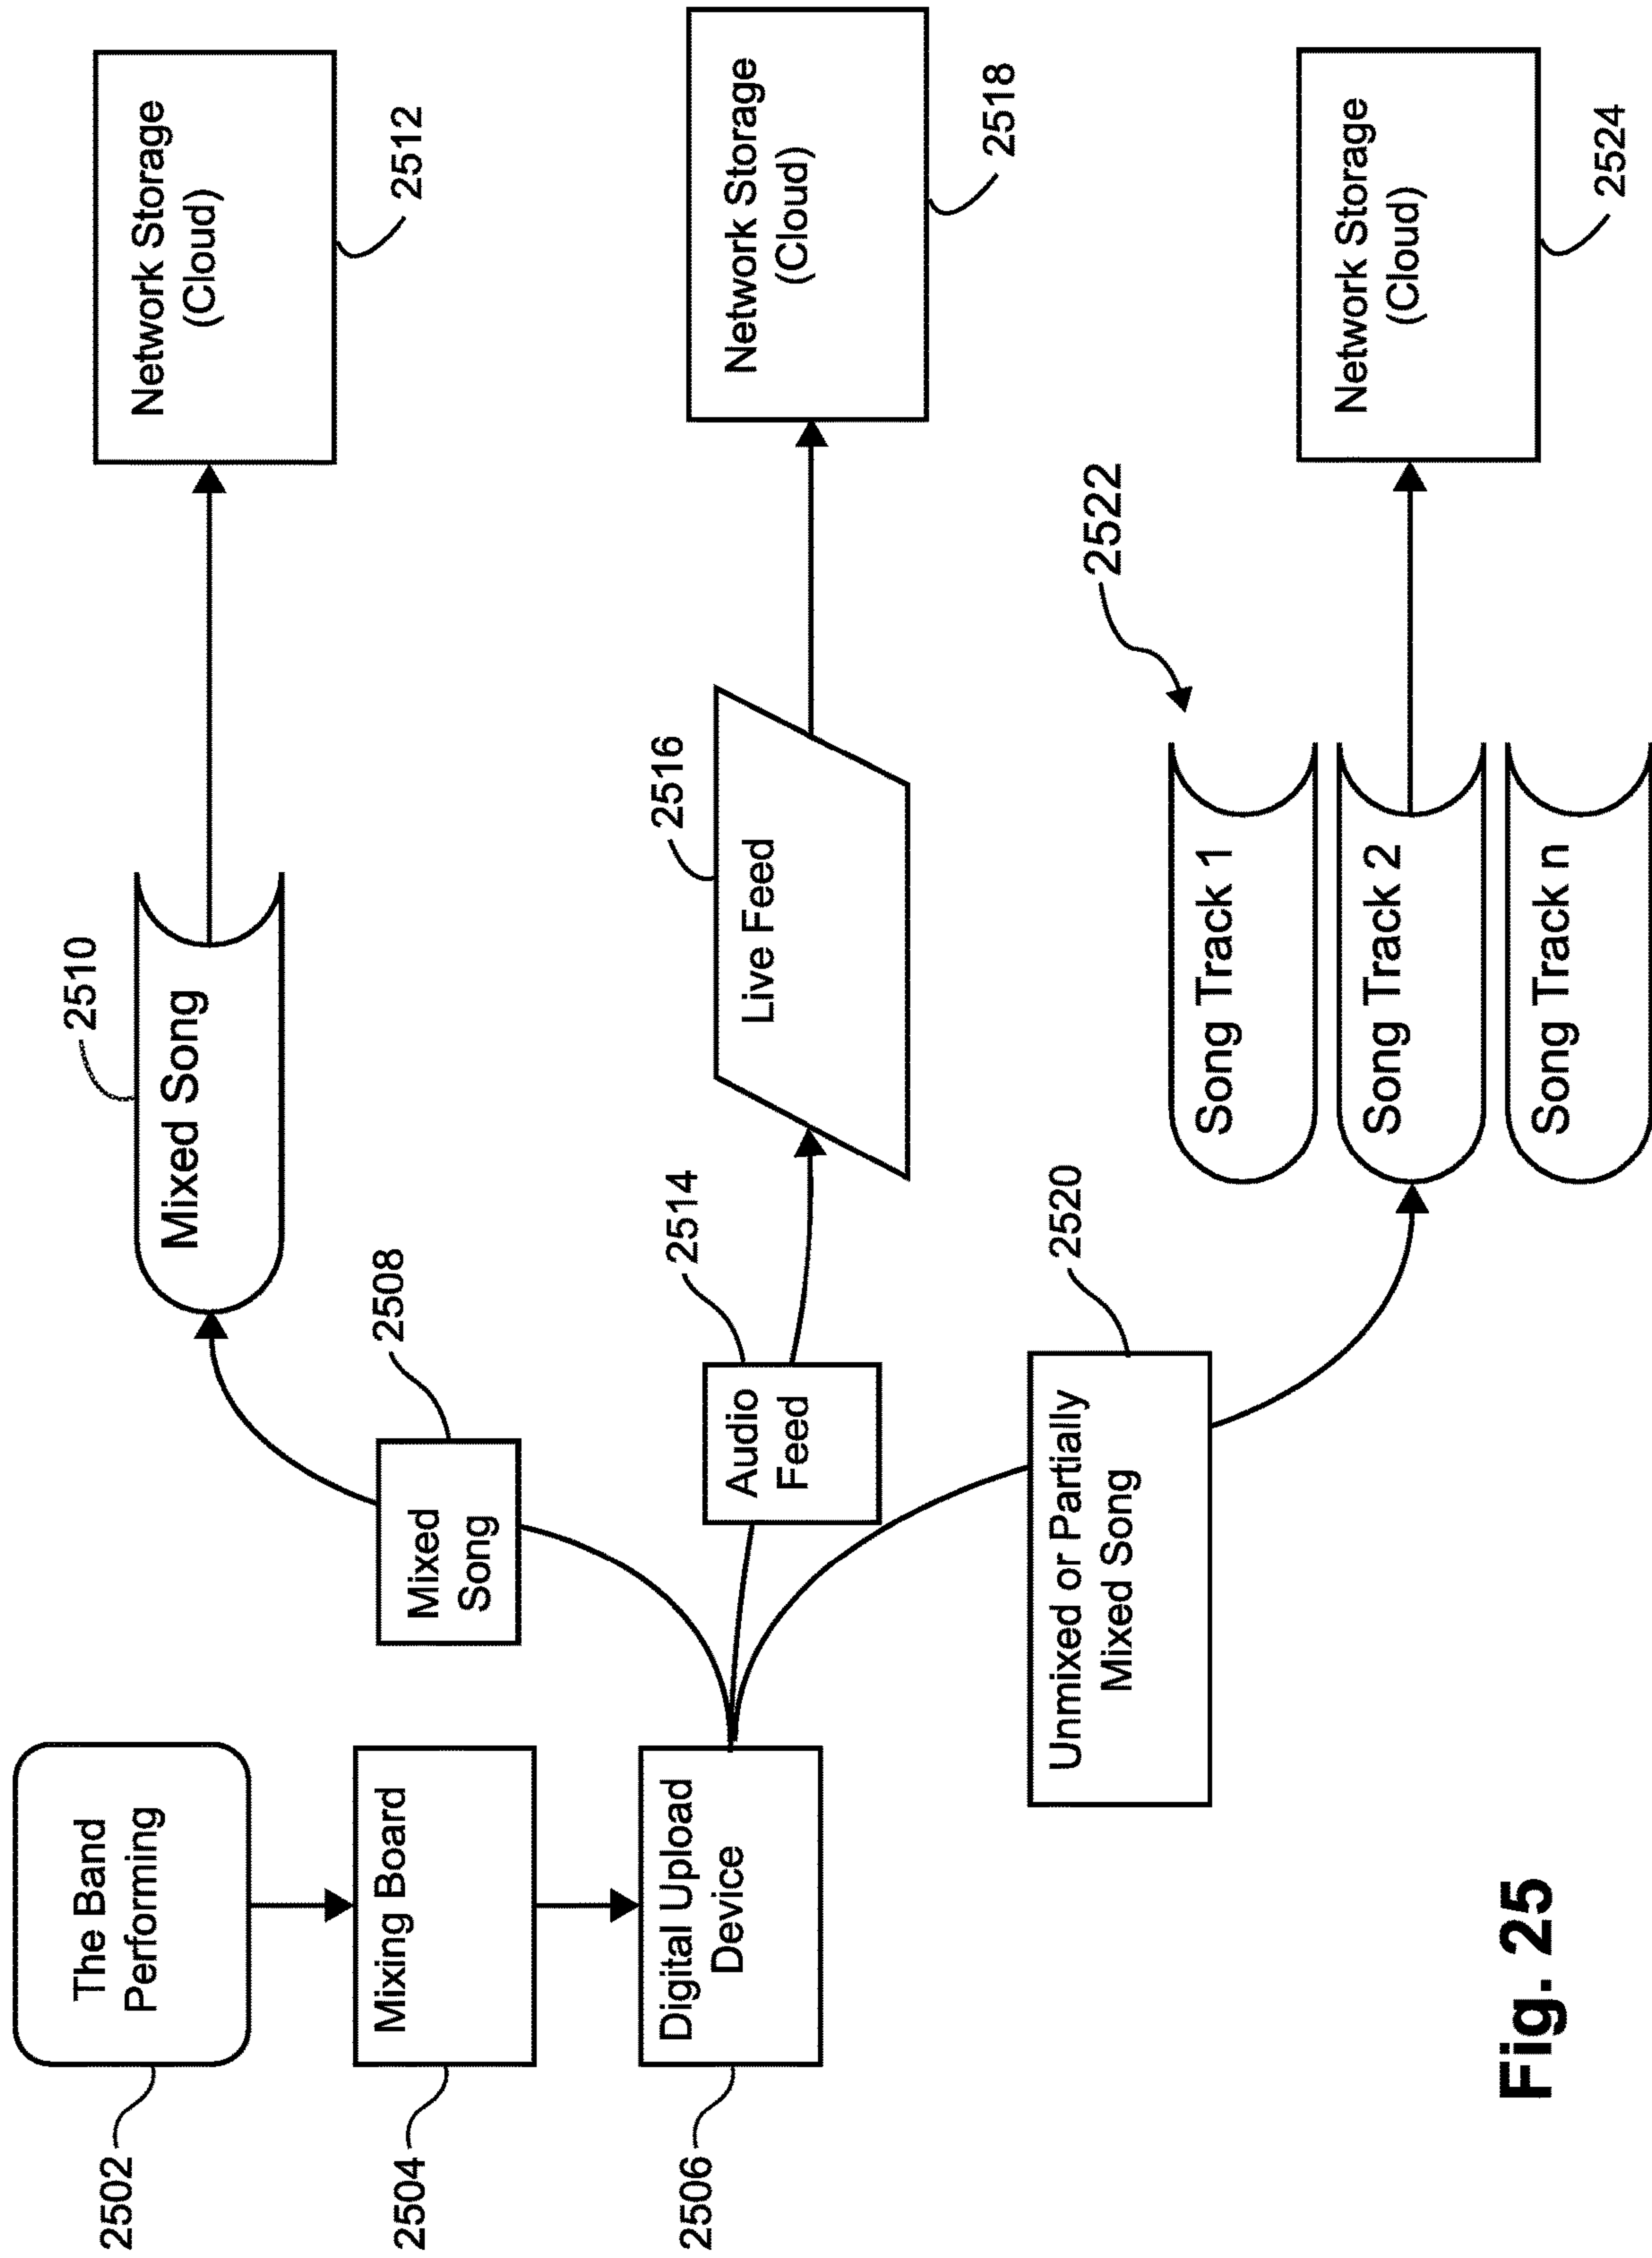 2502
The Band
Performing
2504
Mixing Board
2506
Digital Upload
Device
2508
Mixed
Song
2510
Mixed Song
2512
Network Storage
(Cloud)
2514
Audio
Feed
2516
Live Feed
2518
Network Storage
(Cloud)
2520
Unmixed or Partially
Mixed Song
2522
Song Track 1
Song Track 2
Song Track n
2524
Network Storage
(Cloud)
Fig. 25